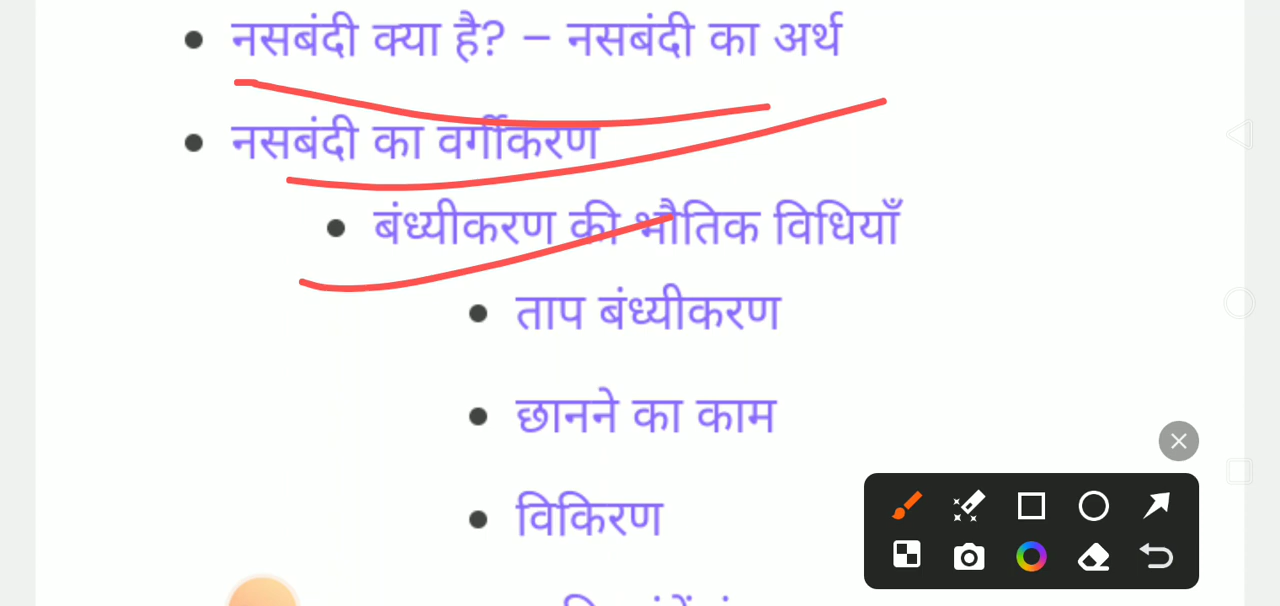 नसबंदी क्या है? – नसबंदी का अर्थ
नसबंदी का वर्गीकरण
बंध्यीकरण की भौतिक विधियाँ
ताप बंध्यीकरण
छानने का काम
विकिरण